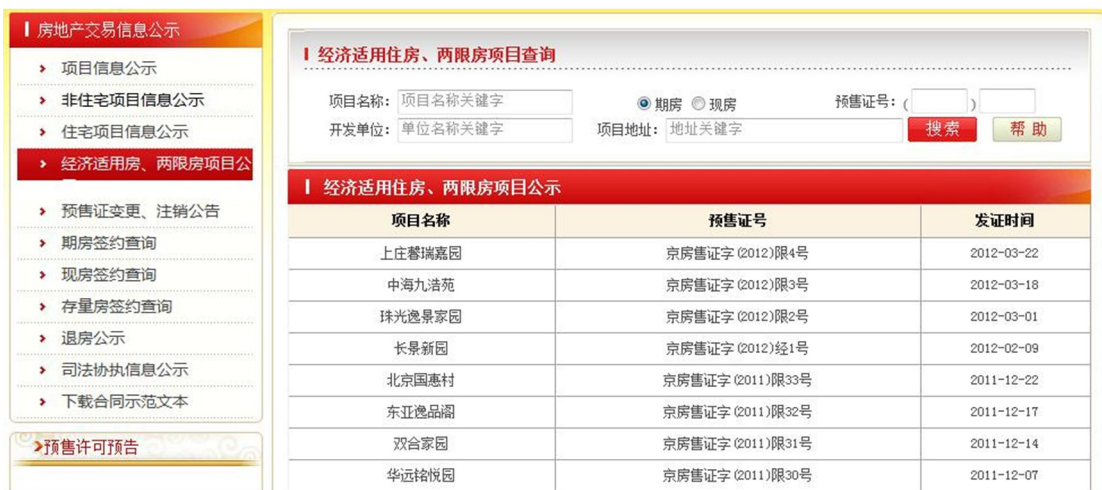 房地产交易信息公示
项目信息公示
非住宅项目信息公示
住宅项目信息公示
经济适用房、两限房项目公
预售证变更、注销公告
期房签约查询
现房签约查询
存量房签约查询
退房公示
司法协执信息公示
下载合同示范文本
预售许可预告
经济适用住房、两限房项目查询
项目名称: 项目名称关键字 期房 现房 预售证号: ( )
开发单位: 单位名称关键字 项目地址: 地址关键字 搜索 帮助
经济适用住房、两限房项目公示
项目名称 预售证号 发证时间
上庄馨瑞嘉园 京房售证字(2012)限4号 2012-03-22
中海九浩苑 京房售证字(2012)限3号 2012-03-18
珠光逸景家园 京房售证字(2012)限2号 2012-03-01
长景新园 京房售证字(2012)经1号 2012-02-09
北京国惠村 京房售证字(2011)限33号 2011-12-22
东亚逸品阁 京房售证字(2011)限32号 2011-12-17
双合家园 京房售证字(2011)限31号 2011-12-14
华远铭悦园 京房售证字(2011)限30号 2011-12-07